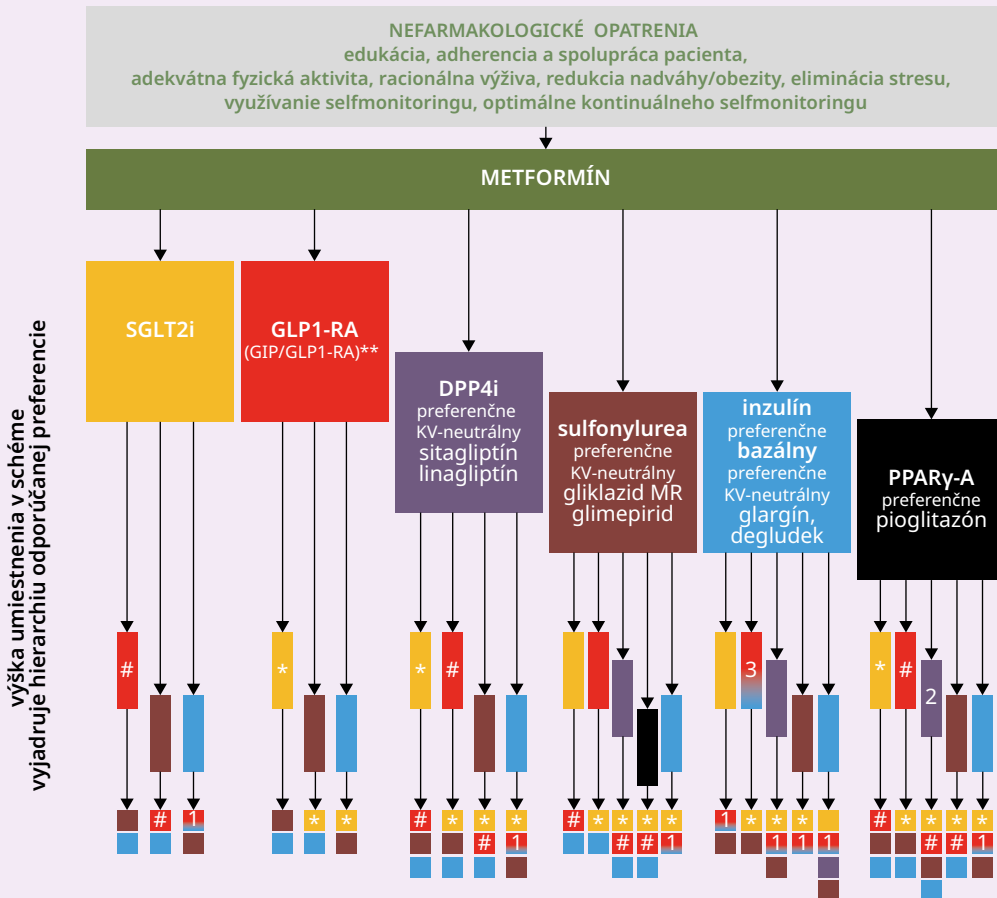 NEFARMAKOLOGICKÉ OPATRENIA
edukácia, adherencia a spolupráca pacienta,
adekvátna fyzická aktivita, racionálna výživa, redukcia nadváhy/obezity, eliminácia stresu,
využívanie selfmonitoringu, optimálne kontinuálneho selfmonitoringu
METFORMÍN
výška umiestnenia v schéme
vyjadruje hierarchiu odporúčanej preferencie
SGLT2i
GLP1-RA
(GIP/GLP1-RA)**
DPP4i
preferenčne
KV-neutrálny
sitagliptín
linagliptín
sulfonylurea
preferenčne
KV-neutrálny
gliklazid MR
glimepirid
inzulín
preferenčne
bazálny
preferenčne
KV-neutrálny
glargín,
degludek
PPARγ-A
preferenčne
pioglitazón
# * * # 3 * # 2
# 1 * * # * * * # * * * * 1 * * * # * * * *
# 1 # # 1 1 1 1 # # 1